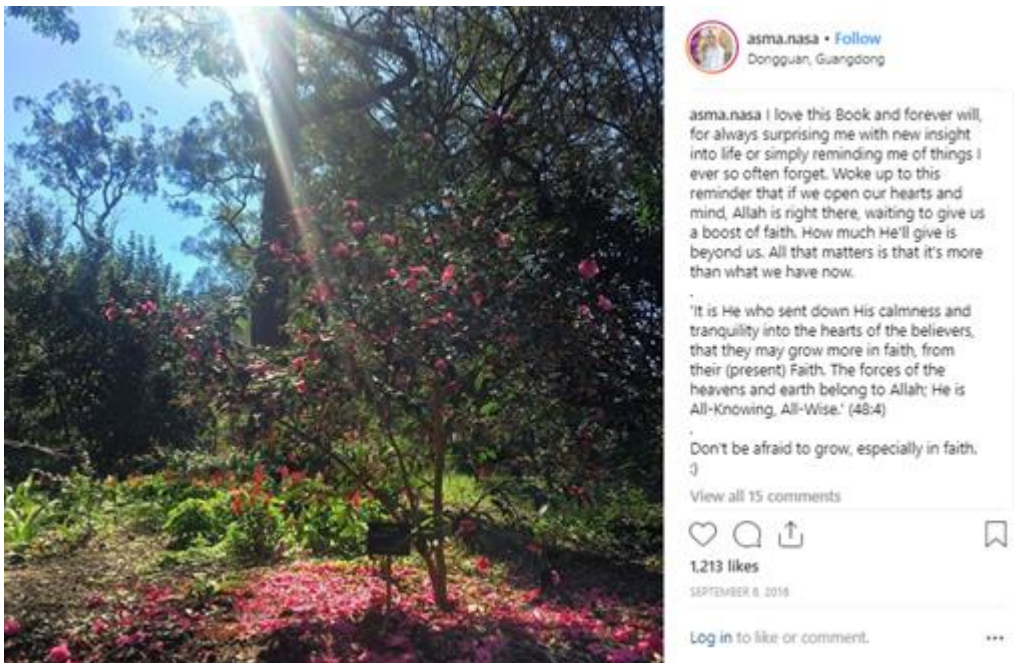 asma.nasa • Follow
Dongguan, Guangdong
asma.nasa I love this Book and forever will,
for always surprising me with new insight
into life or simply reminding me of things I
ever so often forget. Woke up to this
reminder that if we open our hearts and
mind, Allah is right there, waiting to give us
a boost of faith. How much He'll give is
beyond us. All that matters is that it's more
than what we have now.
.
'It is He who sent down His calmness and
tranquility into the hearts of the believers,
that they may grow more in faith, from
their (present) Faith. The forces of the
heavens and earth belong to Allah; He is
All-Knowing, All-Wise.' (48:4)
.
Don't be afraid to grow, especially in faith.
:)
View all 15 comments
1,213 likes
SEPTEMBER 6, 2016
Log in to like or comment.